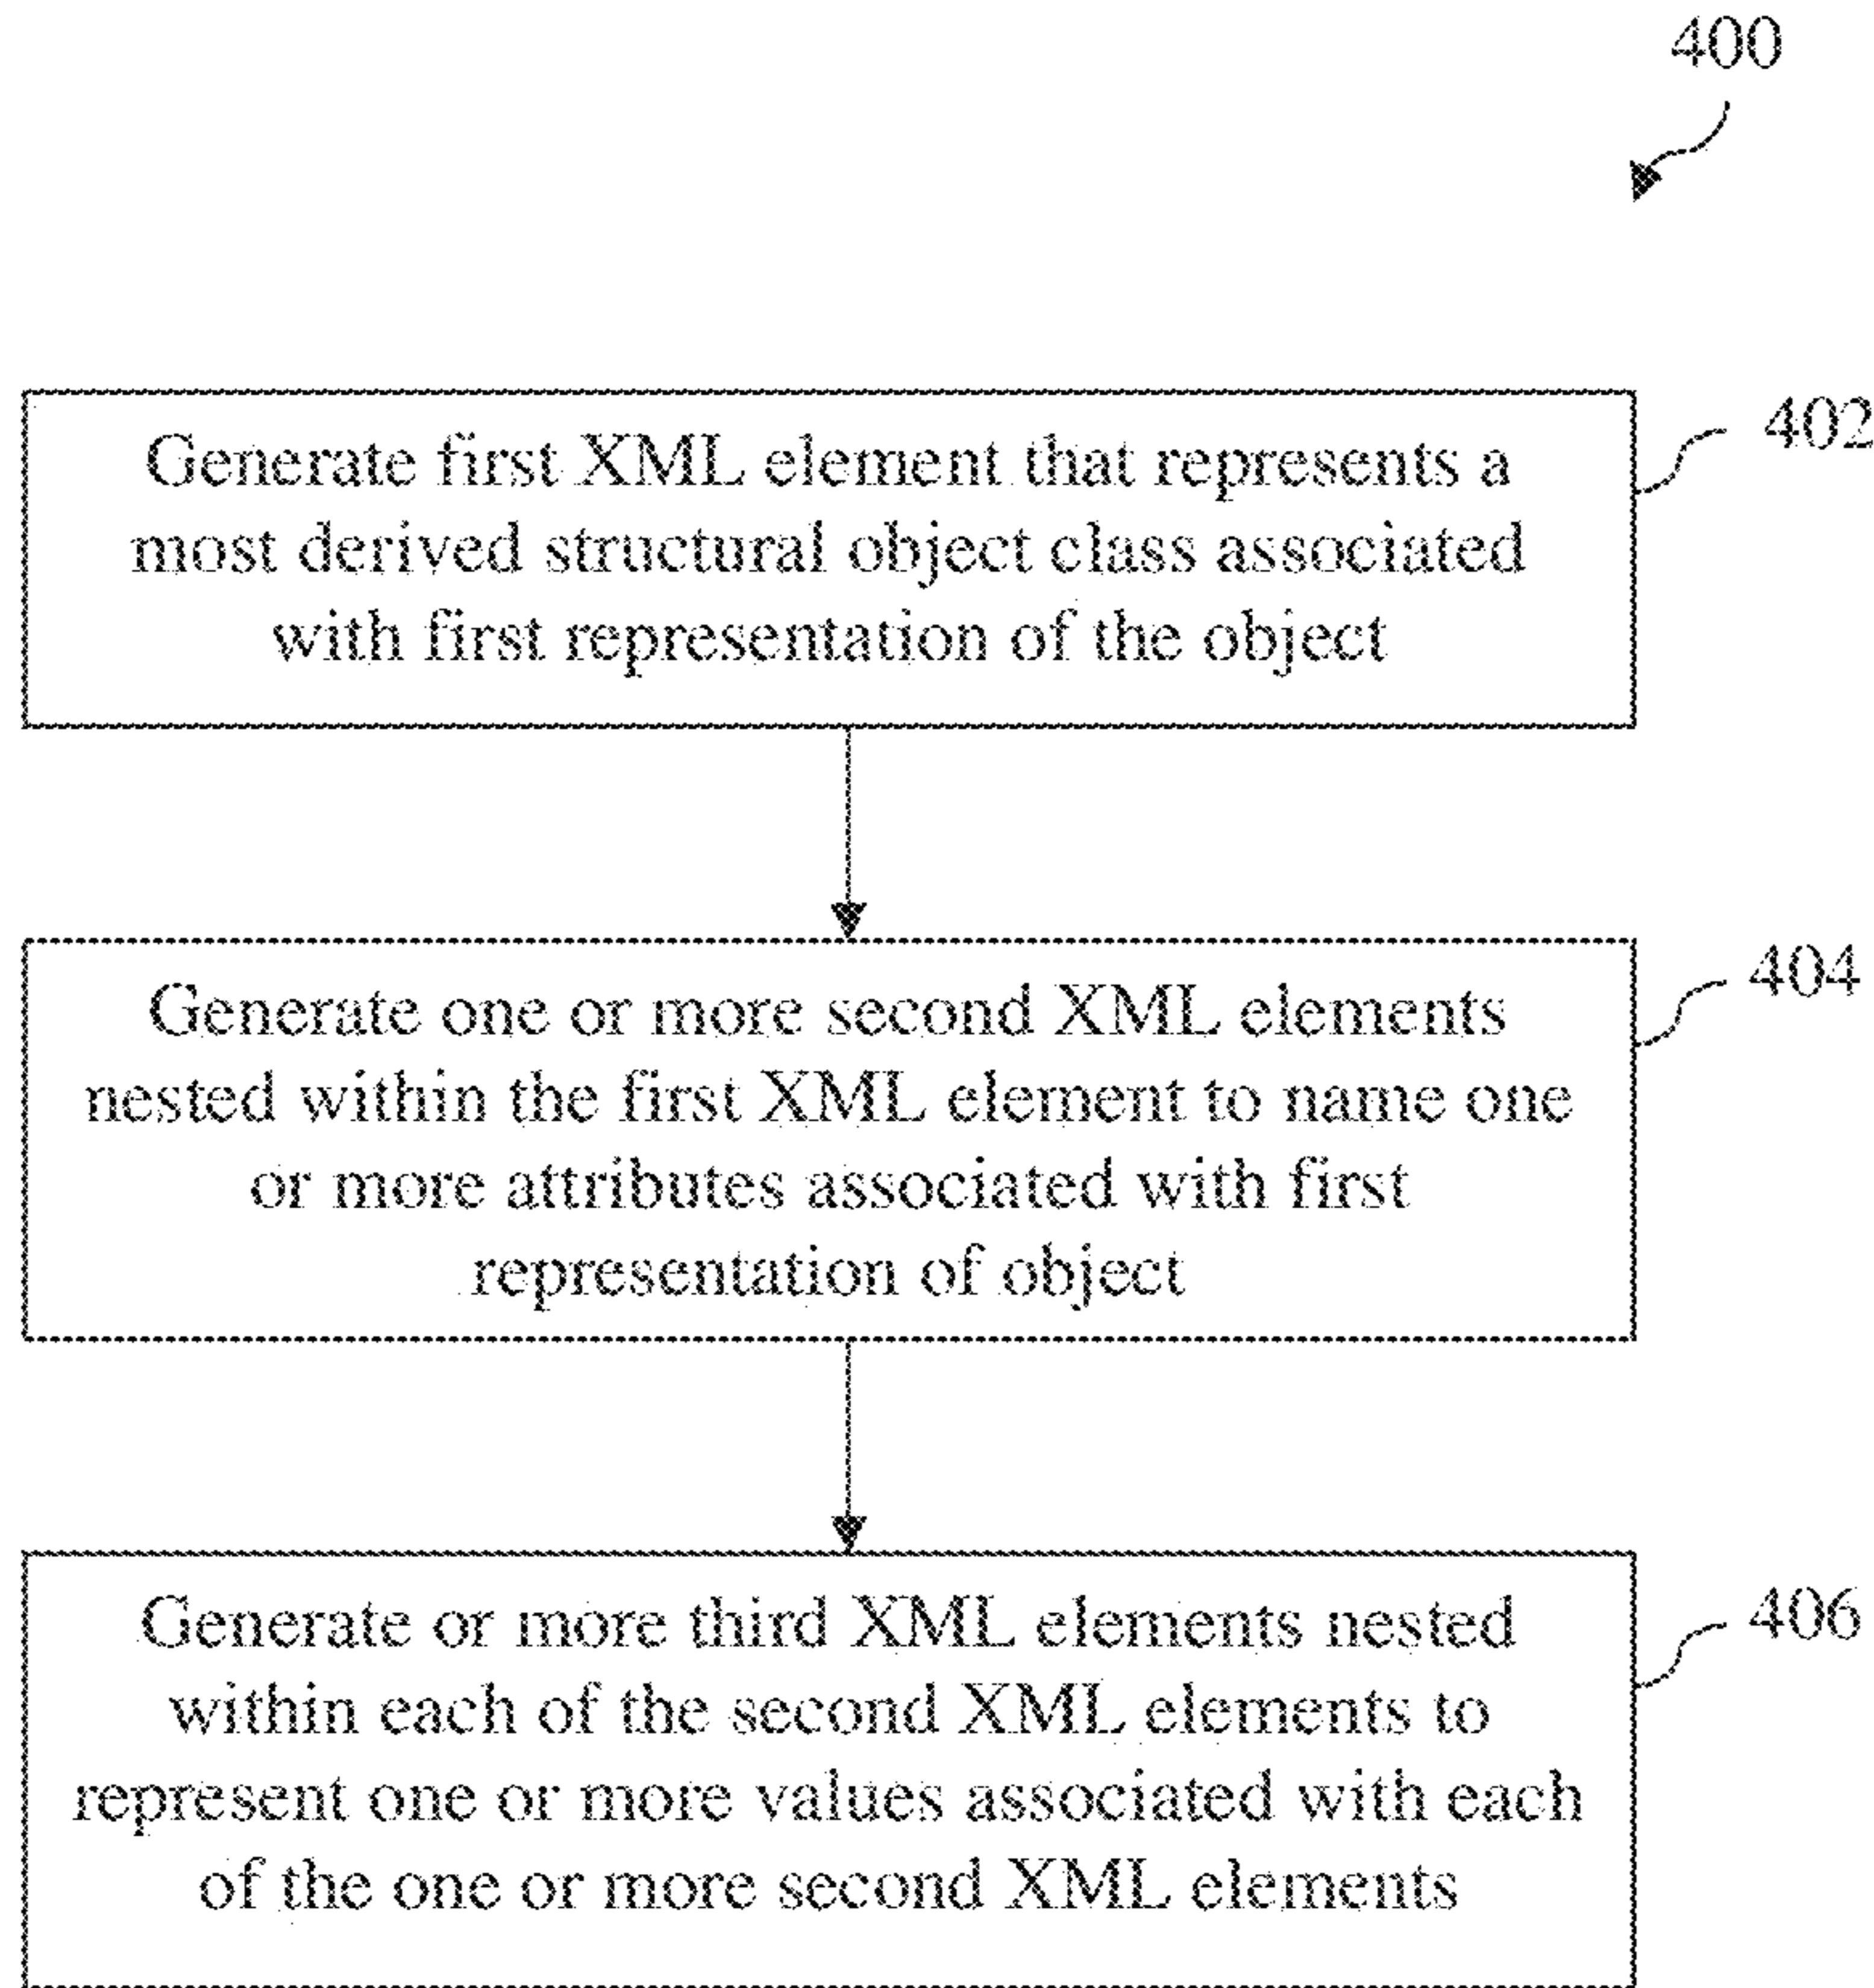 400
402
Generate first XML element that represents a
most derived structural object class associated
with first representation of the object
404
Generate one or more second XML elements
nested within the first XML element to name one
or more attributes associated with first
representation of object
406
Generate or more third XML elements nested
within each of the second XML elements to
represent one or more values associated with each
of the one or more second XML elements